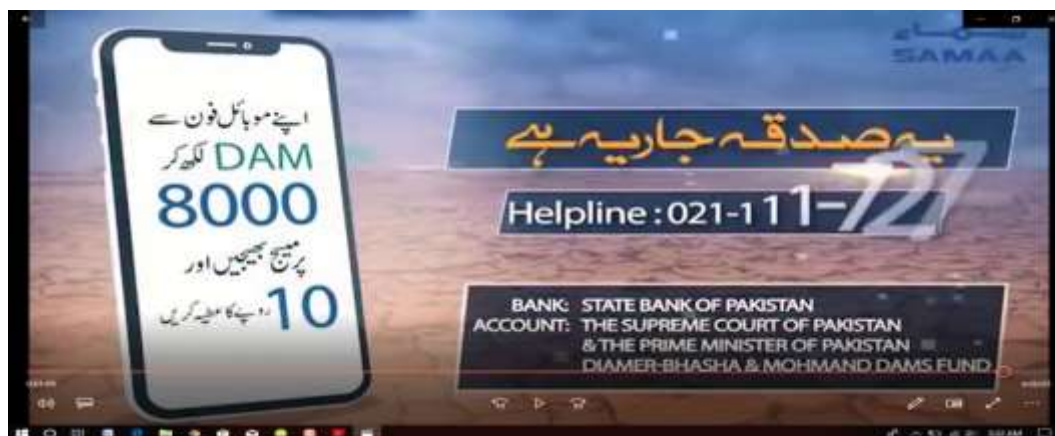 اپنے موبائل فون سے
DAM لکھ کر
8000
پر میسج بھیجیں اور
10 روپے کا عطیہ کریں
سماء
SAMAA
یہ صدقہ جاریہ ہے
Helpline : 021-111-727
BANK: STATE BANK OF PAKISTAN
ACCOUNT: THE SUPREME COURT OF PAKISTAN
& THE PRIME MINISTER OF PAKISTAN
DIAMER-BHASHA & MOHMAND DAMS FUND